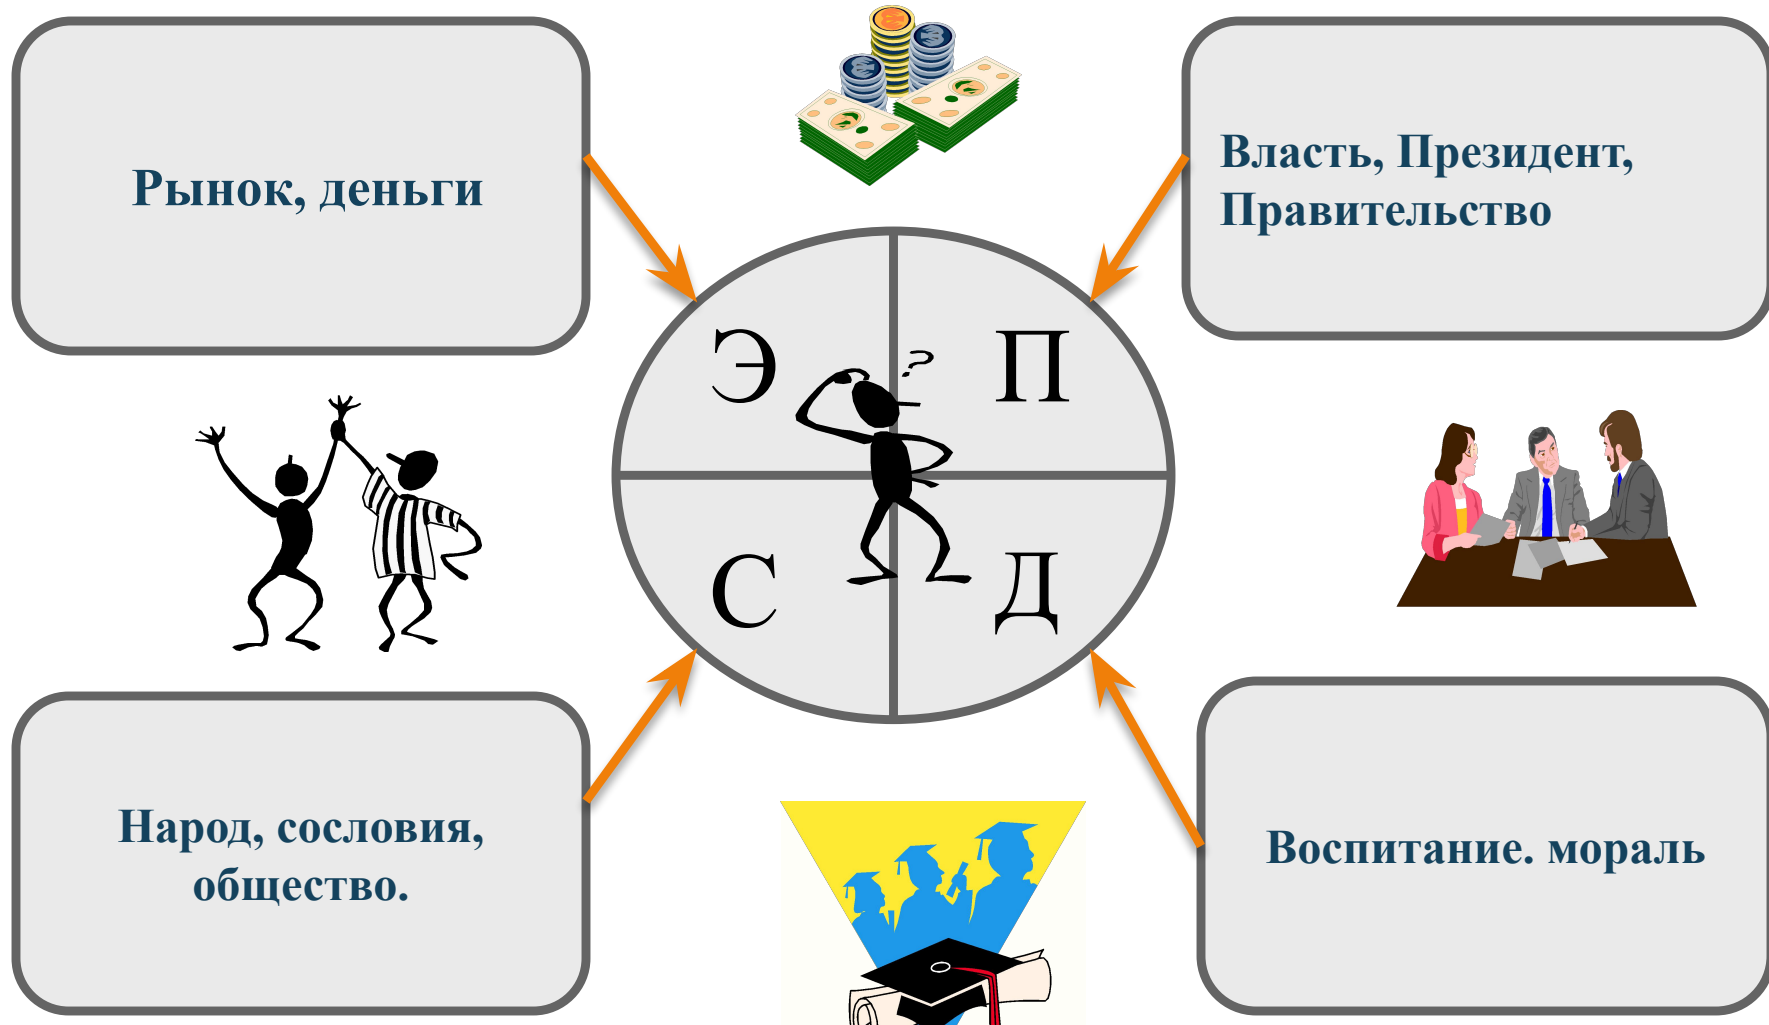 Рынок, деньги
Власть, Президент,
Правительство
Э
?
П
С
Д
Народ, сословия,
общество.
Воспитание. мораль